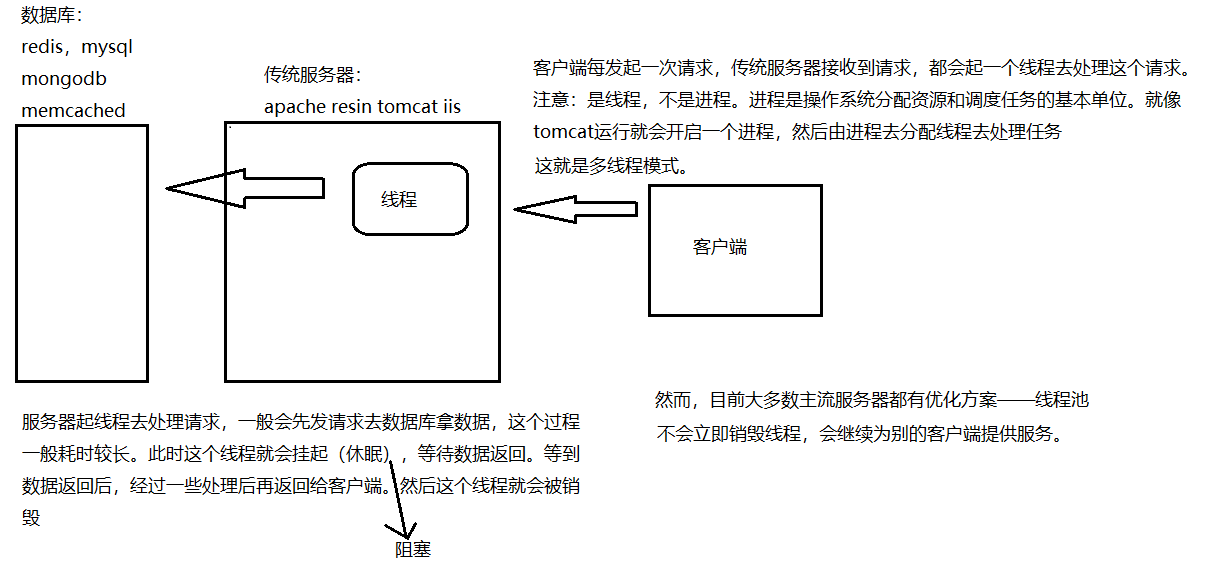 数据库：
redis，mysql
mongodb
memcached
传统服务器：
apache resin tomcat iis
客户端每发起一次请求，传统服务器接收到请求，都会起一个线程去处理这个请求。
注意：是线程，不是进程。进程是操作系统分配资源和调度任务的基本单位。就像
tomcat运行就会开启一个进程，然后由进程去分配线程去处理任务
这就是多线程模式。
线程
客户端
服务器起线程去处理请求，一般会先发请求去数据库拿数据，这个过程
一般耗时较长。此时这个线程就会挂起（休眠），等待数据返回。等到
数据返回后，经过一些处理后再返回给客户端。然后这个线程就会被销
毁
阻塞
然而，目前大多数主流服务器都有优化方案——线程池
不会立即销毁线程，会继续为别的客户端提供服务。